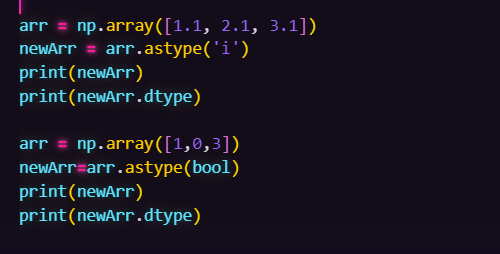 arr = np.array([1.1, 2.1, 3.1])
newArr = arr.astype('i')
print(newArr)
print(newArr.dtype)
arr = np.array([1,0,3])
newArr=arr.astype(bool)
print(newArr)
print(newArr.dtype)